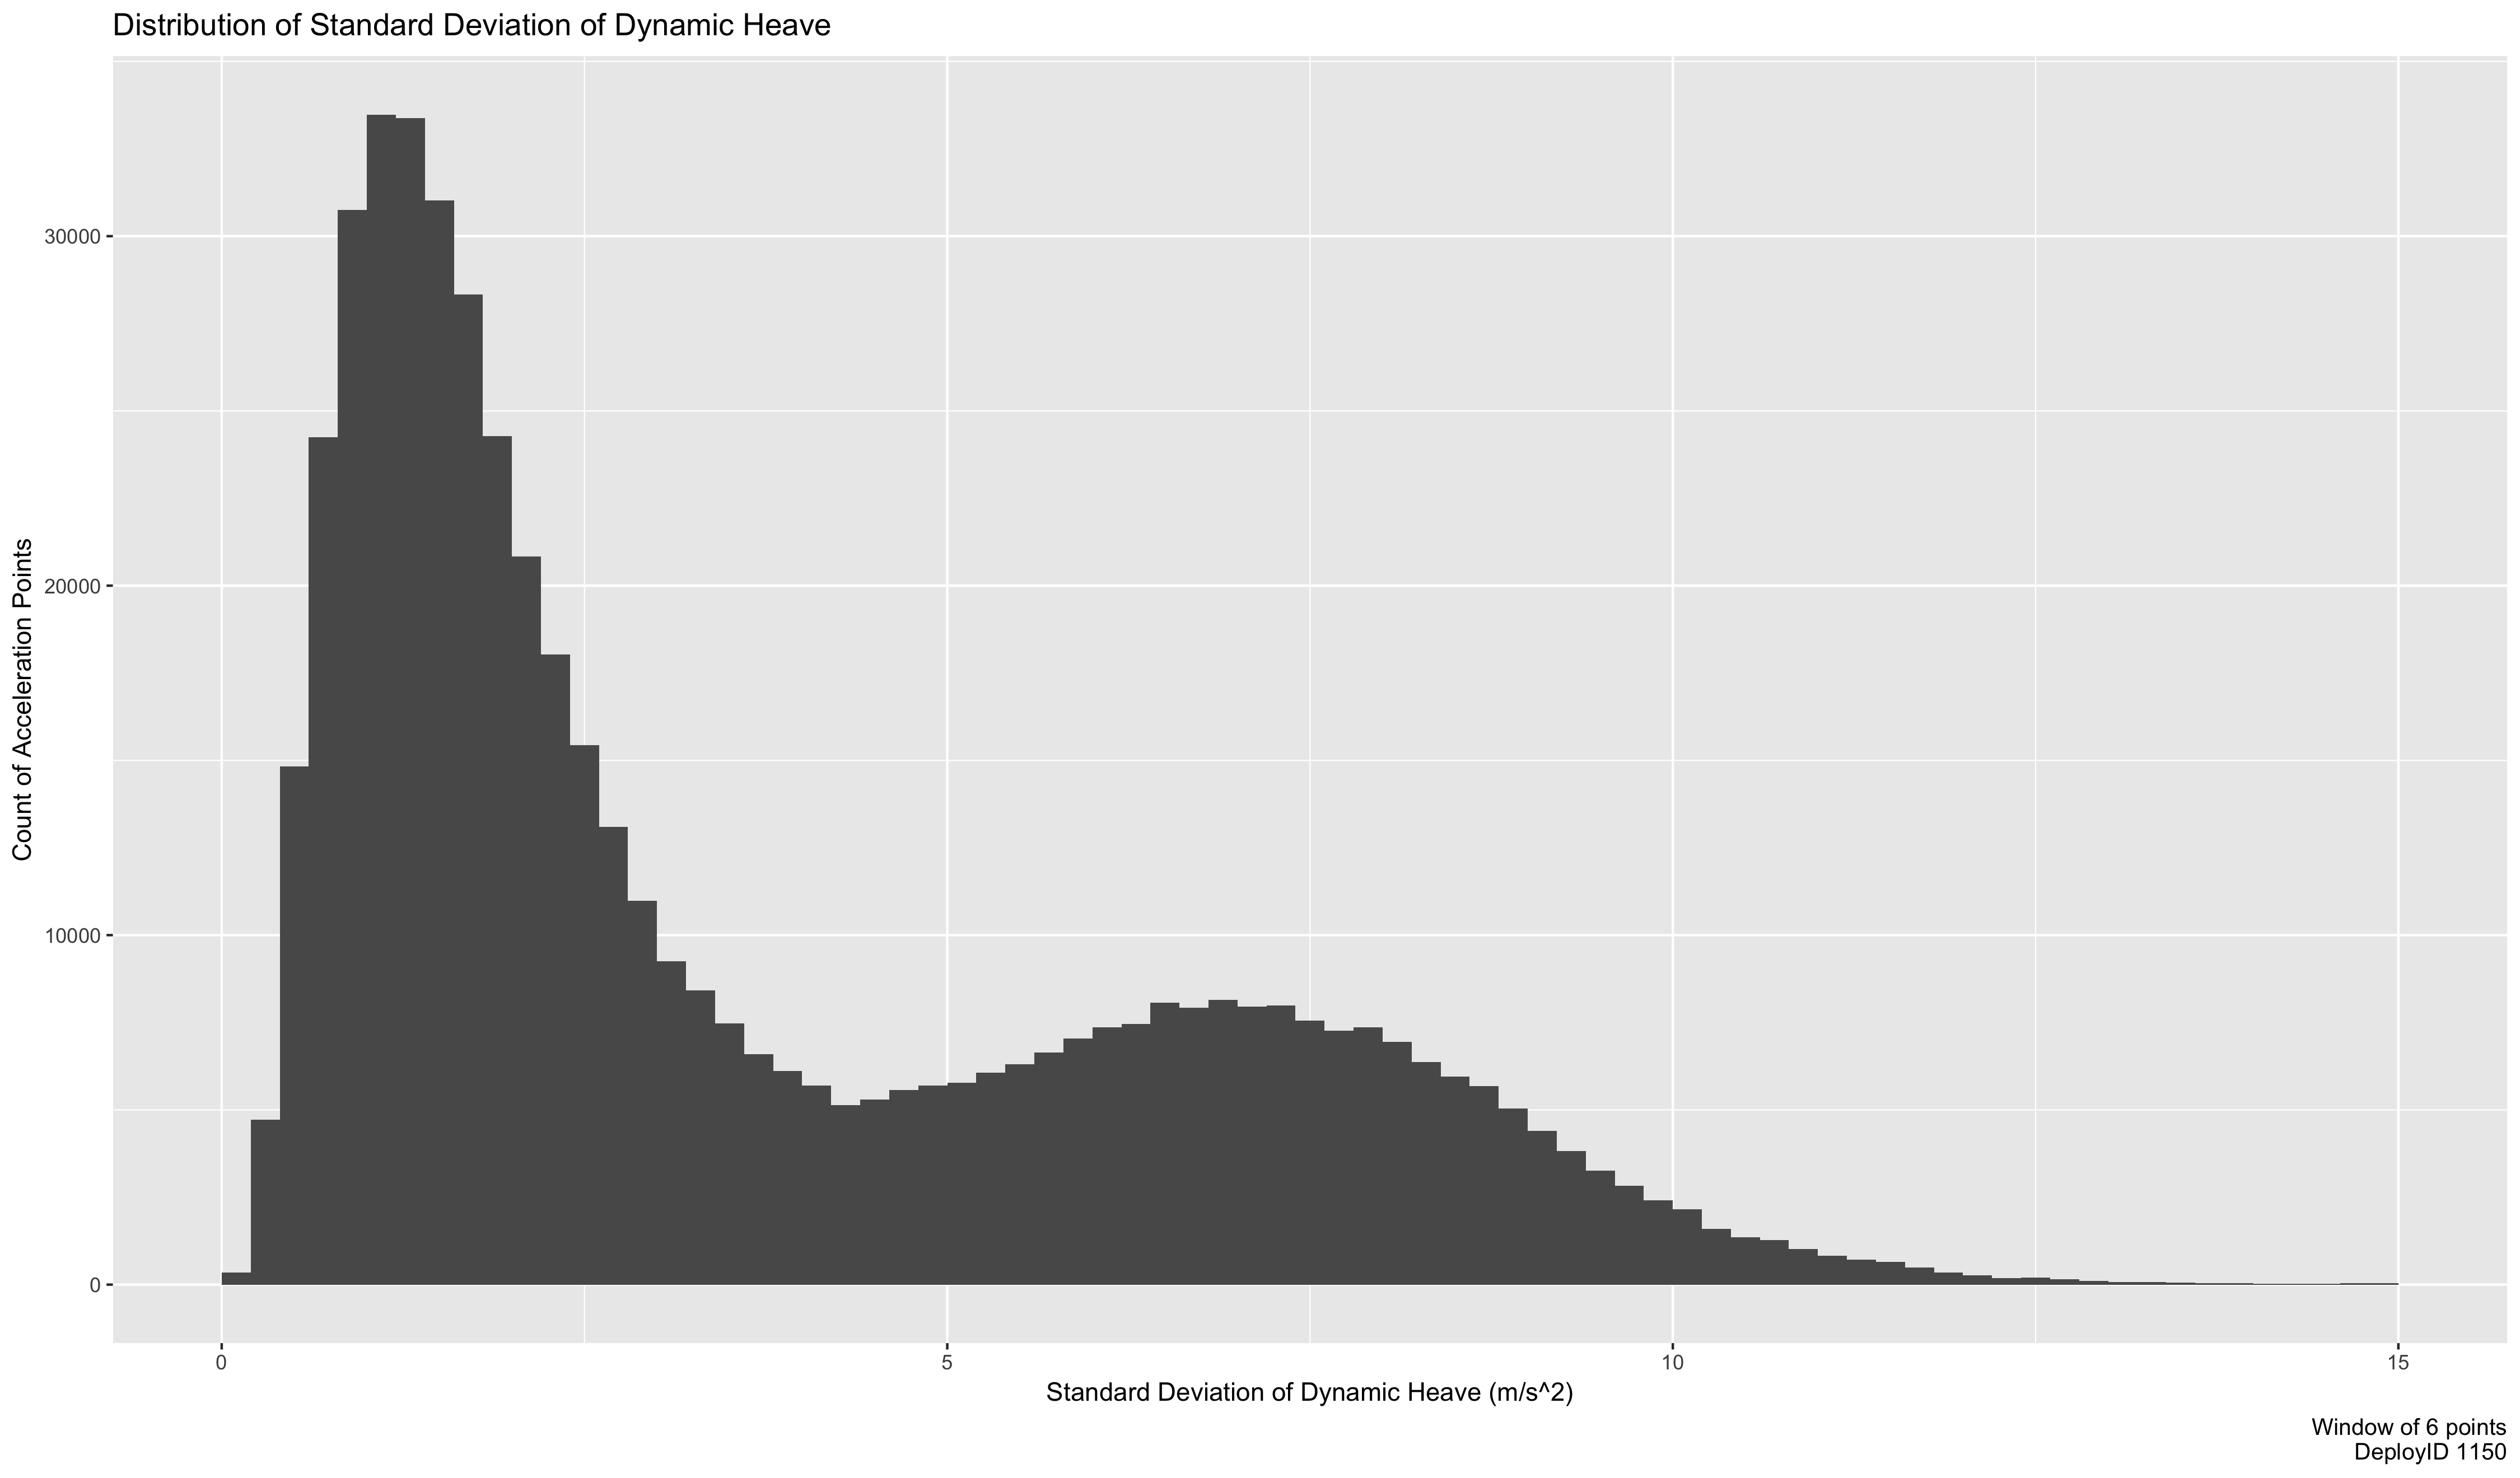 Distribution of Standard Deviation of Dynamic Heave
Count of Acceleration Points
30000
20000
10000
0
0
5
10
15
Standard Deviation of Dynamic Heave (m/s^2)
Window of 6 points
DeployID 1150